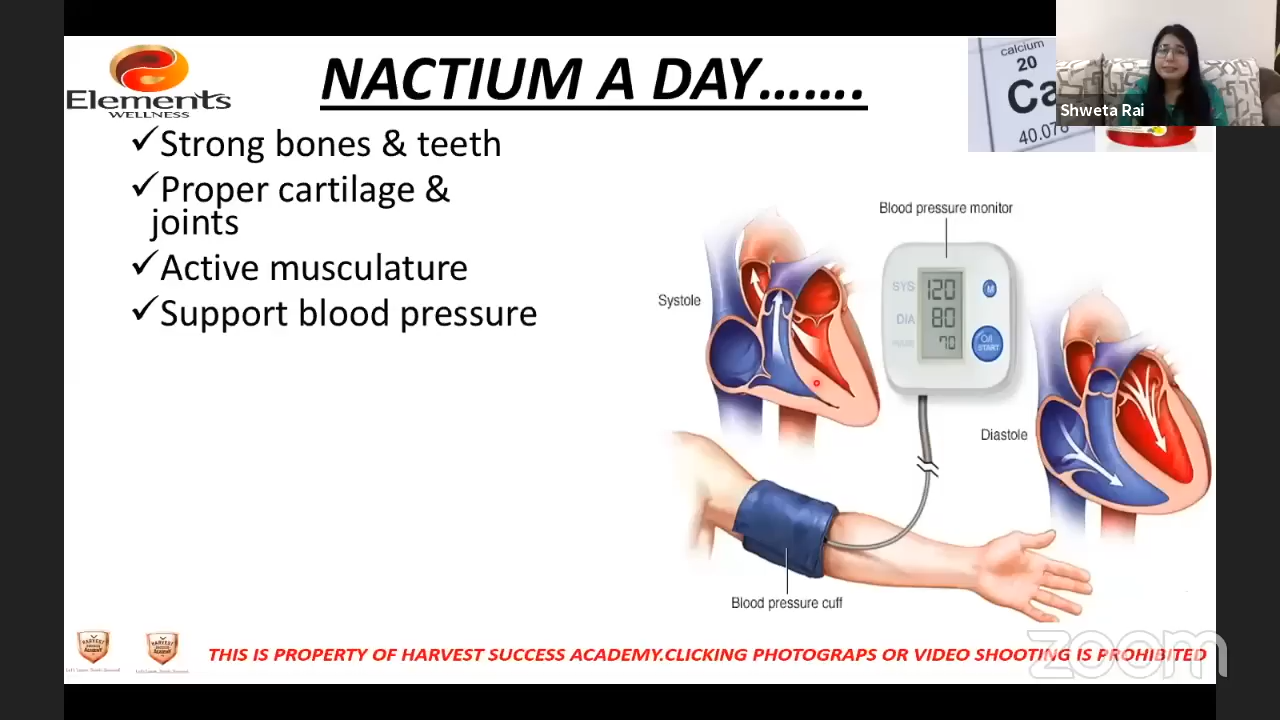 Elements
WELLNESS
NACTIUM A DAY.......
calcium
20
Ca
40.078
Shweta Rai
✓Strong bones & teeth
✓Proper cartilage &
joints
✓Active musculature
✓Support blood pressure
Blood pressure monitor
Systole
SYS
120
M
DIA
80
70
START
Diastole
Blood pressure cuff
HARVEST
HARVEST
THIS IS PROPERTY OF HARVEST SUCCESS ACADEMY.CLICKING PHOTOGRAPS OR VIDEO SHOOTING IS PROHIBITED
zoom